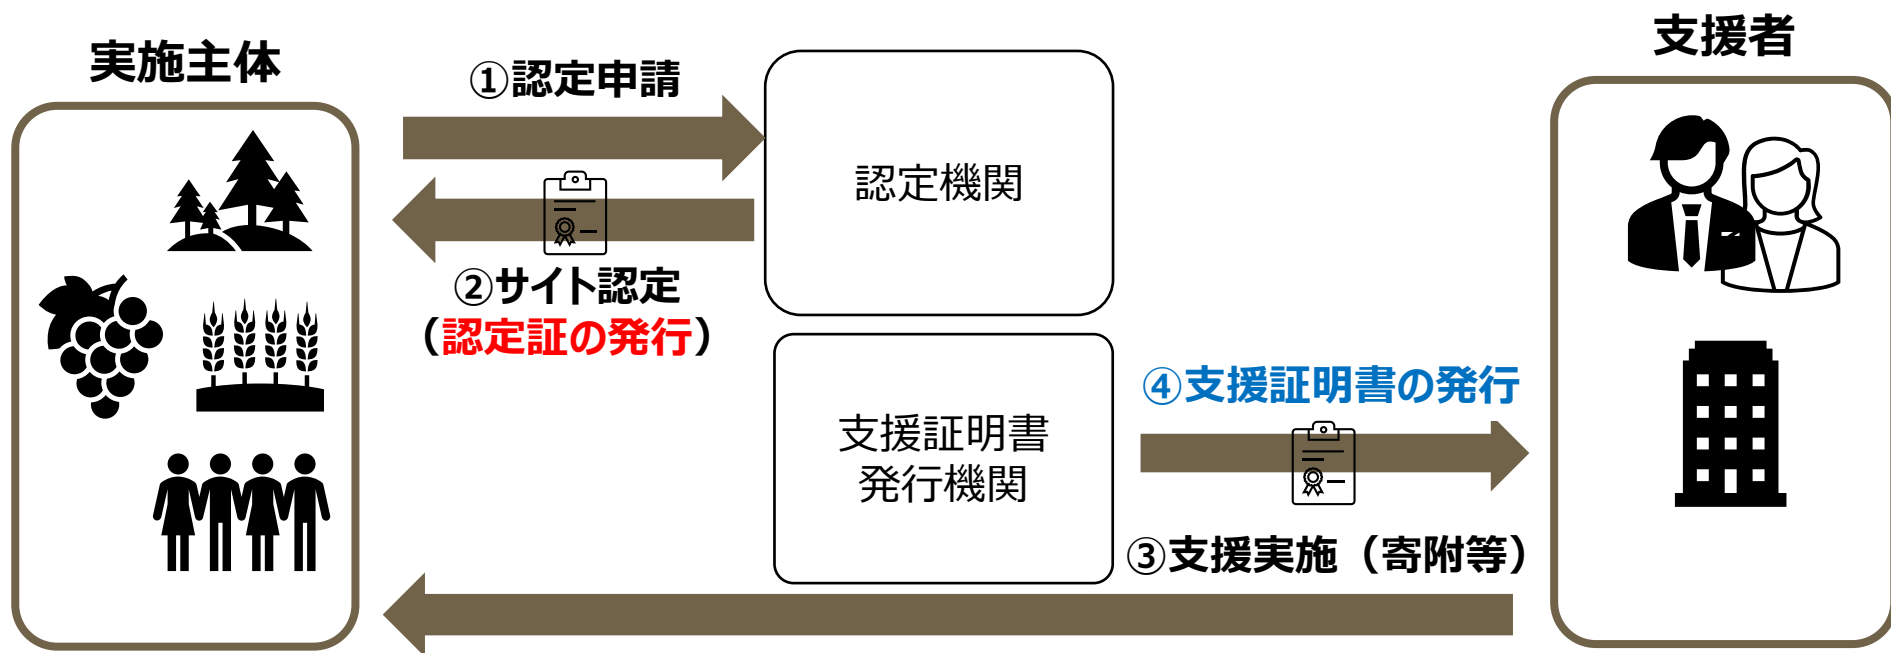 実施主体
①認定申請
認定機関
②サイト認定
（認定証の発行）
支援証明書
発行機関
支援者
④支援証明書の発行
③支援実施（寄附等）